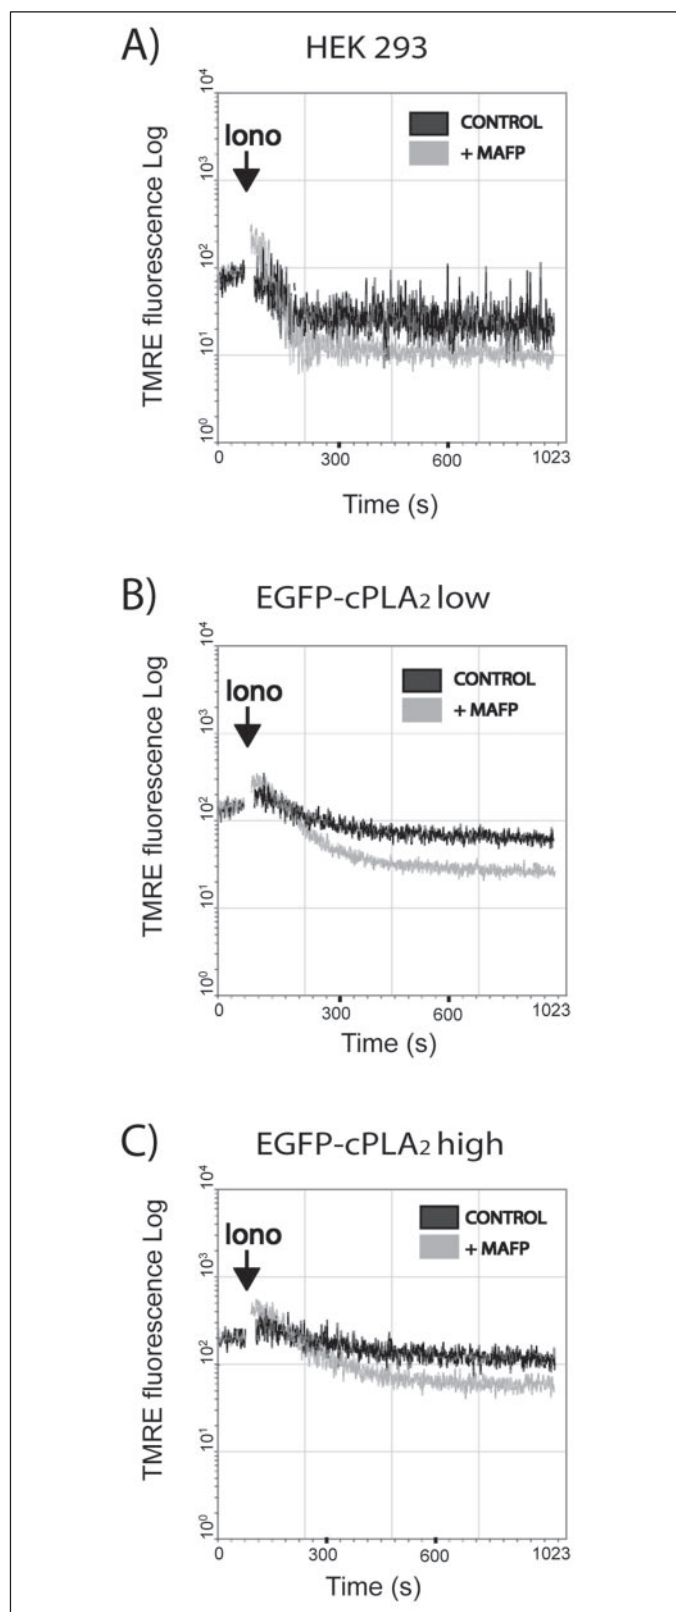 A)
HEK 293
TMRE fluorescence Log
10⁴
10³
10²
10¹
10⁰
Iono
CONTROL
+ MAFP
0
300
600
1023
Time (s)
B)
EGFP-cPLA₂ low
TMRE fluorescence Log
10⁴
10³
10²
10¹
10⁰
Iono
CONTROL
+ MAFP
0
300
600
1023
Time (s)
C)
EGFP-cPLA₂ high
TMRE fluorescence Log
10⁴
10³
10²
10¹
10⁰
Iono
CONTROL
+ MAFP
0
300
600
1023
Time (s)